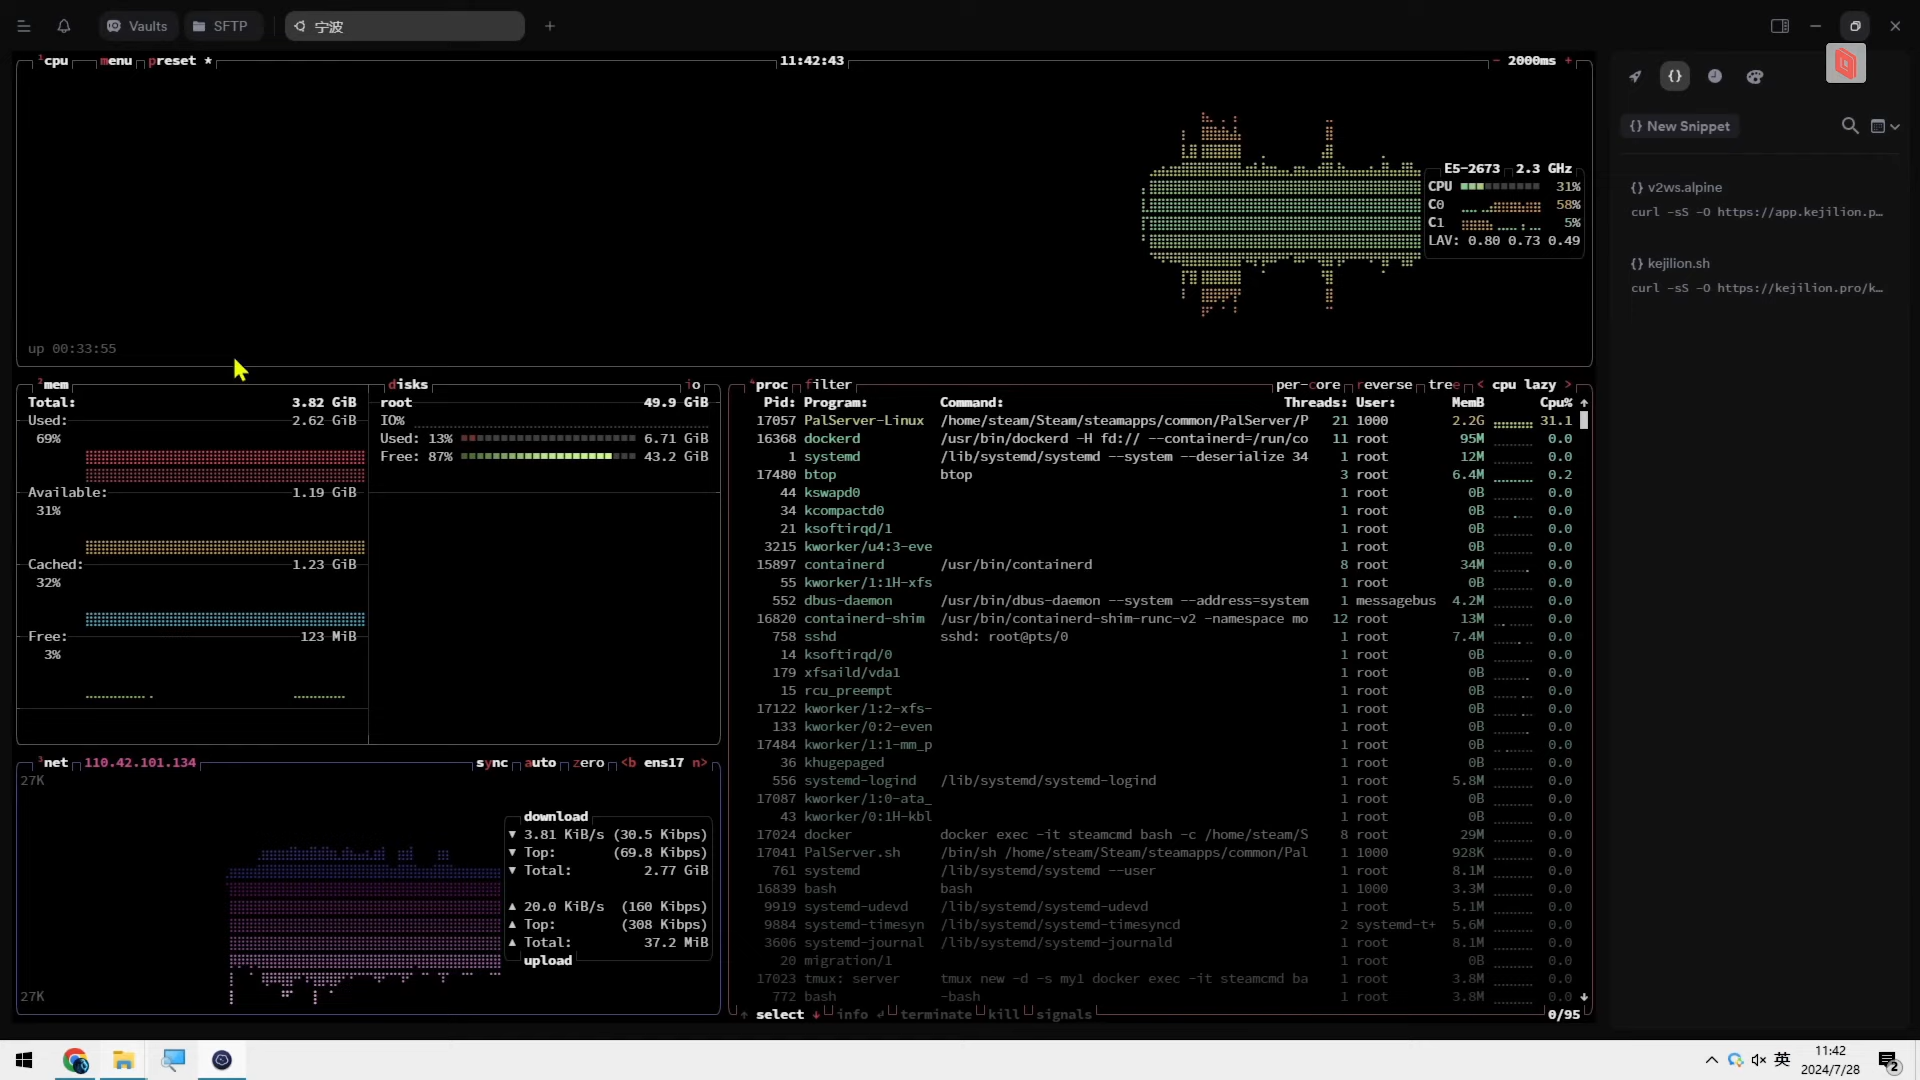 Vaults
SFTP
宁波
¹cpu
menu
preset *
11:42:43
- 2000ms +
{} New Snippet
{} v2ws.alpine
curl -sS -O https://app.kejilion.p…
{} kejilion.sh
curl -sS -O https://kejilion.pro/k…
E5-2673 2.3 GHz
CPU 31%
C0 58%
C1 5%
LAV: 0.80 0.73 0.49
up 00:33:55
²mem
Total: 3.82 GiB
Used: 2.62 GiB
69%
Available: 1.19 GiB
31%
Cached: 1.23 GiB
32%
Free: 123 MiB
3%
disks
io
root 49.9 GiB
IO%
Used: 13% 6.71 GiB
Free: 87% 43.2 GiB
³net
110.42.101.134
sync
auto
zero
<b ens17 n>
27K
download
▼ 3.81 KiB/s (30.5 Kibps)
▼ Top: (69.8 Kibps)
▼ Total: 2.77 GiB
▲ 20.0 KiB/s (160 Kibps)
▲ Top: (308 Kibps)
▲ Total: 37.2 MiB
upload
27K
⁴proc
filter
per-core
reverse
tree
< cpu lazy >
Pid: Program: Command: Threads: User: MemB Cpu% ↑
17057 PalServer-Linux /home/steam/Steam/steamapps/common/PalServer/P 21 1000 2.2G 31.1
16368 dockerd /usr/bin/dockerd -H fd:// --containerd=/run/co 11 root 95M 0.0
1 systemd /lib/systemd/systemd --system --deserialize 34 1 root 12M 0.0
17480 btop btop 3 root 6.4M 0.2
44 kswapd0 1 root 0B 0.0
34 kcompactd0 1 root 0B 0.0
21 ksoftirqd/1 1 root 0B 0.0
3215 kworker/u4:3-eve 1 root 0B 0.0
15897 containerd /usr/bin/containerd 8 root 34M 0.0
55 kworker/1:1H-xfs 1 root 0B 0.0
552 dbus-daemon /usr/bin/dbus-daemon --system --address=system 1 messagebus 4.2M 0.0
16820 containerd-shim /usr/bin/containerd-shim-runc-v2 -namespace mo 12 root 13M 0.0
758 sshd sshd: root@pts/0 1 root 7.4M 0.0
14 ksoftirqd/0 1 root 0B 0.0
179 xfsaild/vda1 1 root 0B 0.0
15 rcu_preempt 1 root 0B 0.0
17122 kworker/1:2-xfs- 1 root 0B 0.0
133 kworker/0:2-even 1 root 0B 0.0
17484 kworker/1:1-mm_p 1 root 0B 0.0
36 khugepaged 1 root 0B 0.0
556 systemd-logind /lib/systemd/systemd-logind 1 root 5.8M 0.0
17087 kworker/1:0-ata_ 1 root 0B 0.0
43 kworker/0:1H-kbl 1 root 0B 0.0
17024 docker docker exec -it steamcmd bash -c /home/steam/S 8 root 29M 0.0
17041 PalServer.sh /bin/sh /home/steam/Steam/steamapps/common/Pal 1 1000 928K 0.0
761 systemd /lib/systemd/systemd --user 1 root 8.1M 0.0
16839 bash bash 1 1000 3.3M 0.0
9919 systemd-udevd /lib/systemd/systemd-udevd 1 root 5.1M 0.0
9884 systemd-timesyn /lib/systemd/systemd-timesyncd 2 systemd-t+ 5.6M 0.0
3606 systemd-journal /lib/systemd/systemd-journald 1 root 8.1M 0.0
20 migration/1 1 root 0B 0.0
17023 tmux: server tmux new -d -s my1 docker exec -it steamcmd ba 1 root 3.8M 0.0
772 bash -bash 1 root 3.8M 0.0 ↓
↑ select ↓ info ↲ terminate kill signals 0/95
英
11:42
2024/7/28
2